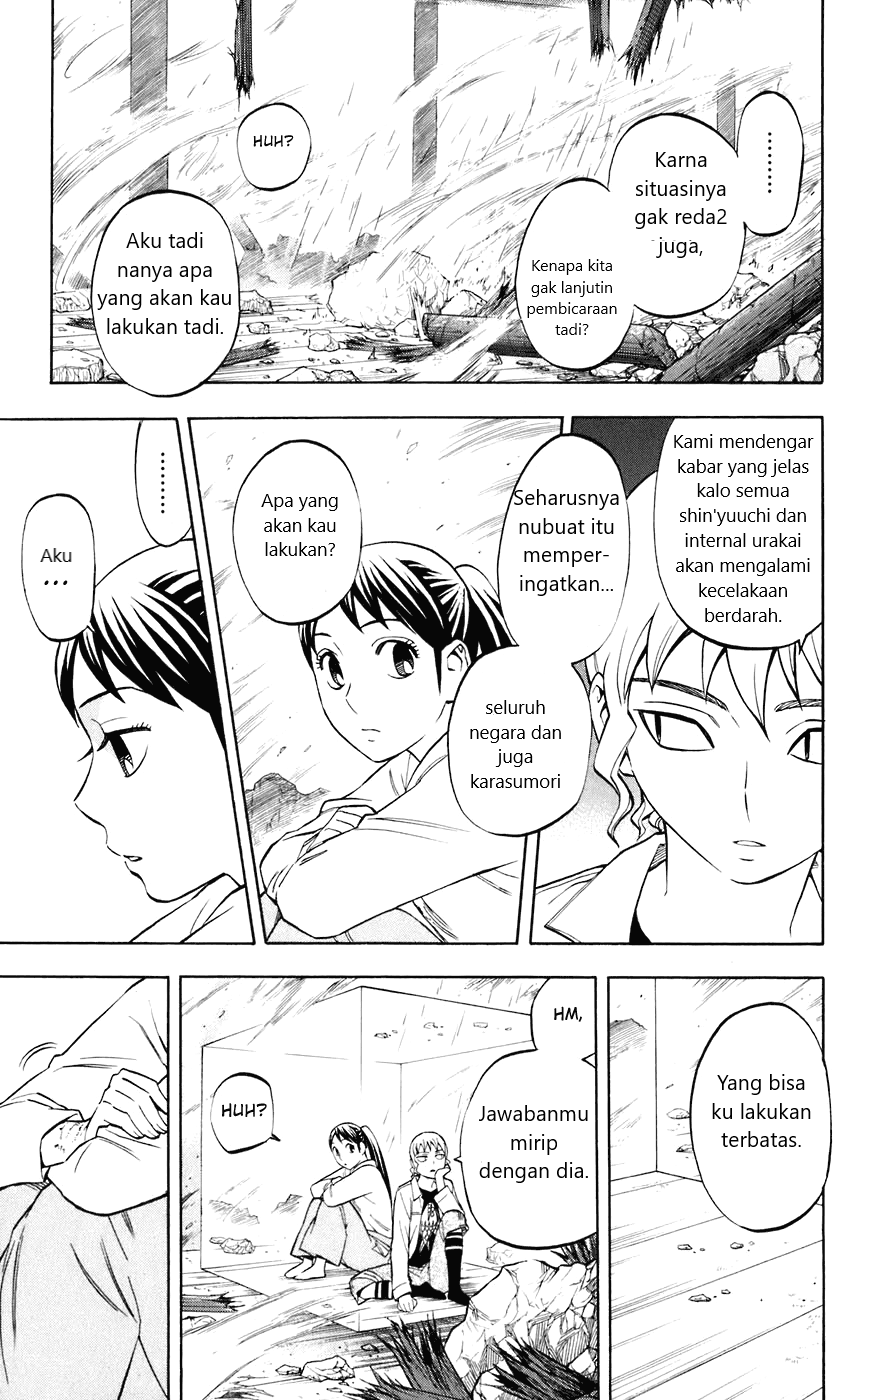 .........
Karna
situasinya
gak reda2
juga,
Kenapa kita
gak lanjutin
pembicaraan
tadi?
HUH?
Aku tadi
nanya apa
yang akan kau
lakukan tadi.
Kami mendengar
kabar yang jelas
kalo semua
shin'yuuchi dan
internal urakai
akan mengalami
kecelakaan
berdarah.
Seharusnya
nubuat itu
memper-
ingatkan...
seluruh
negara dan
juga
karasumori
Apa yang
akan kau
lakukan?
.........
Aku
...
Yang bisa
ku lakukan
terbatas.
HM,
Jawabanmu
mirip
dengan dia.
HUH?